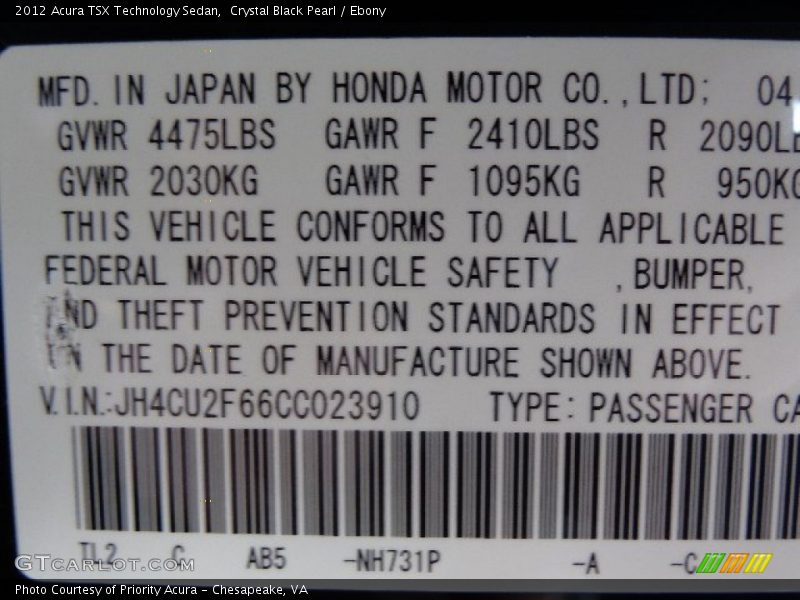 2012 Acura TSX Technology Sedan,  Crystal Black Pearl / Ebony
MFD. IN JAPAN BY HONDA MOTOR CO.,LTD; 04
GVWR 4475LBS GAWR F 2410LBS R 2090LB
GVWR 2030KG GAWR F 1095KG R 950KG
THIS VEHICLE CONFORMS TO ALL APPLICABLE
FEDERAL MOTOR VEHICLE SAFETY ,BUMPER,
AND THEFT PREVENTION STANDARDS IN EFFECT
ON THE DATE OF MANUFACTURE SHOWN ABOVE.
V.I.N.:JH4CU2F66CC023910 TYPE: PASSENGER CA
TL2 C AB5 -NH731P -A -C
GTCarLot.com
Photo Courtesy of Priority Acura - Chesapeake, VA